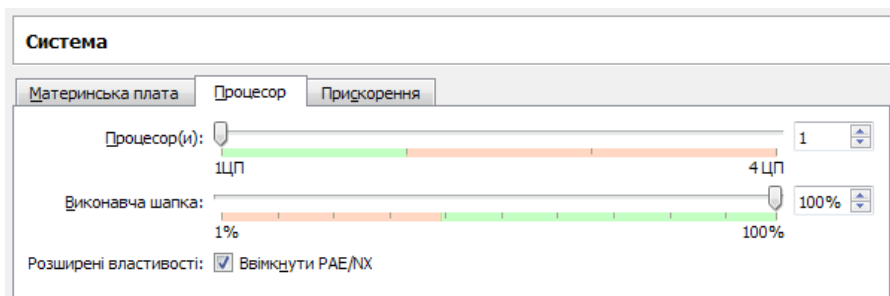 Система
Материнська плата Процесор Прискорення
Процесор(и): 1
1ЦП 4 ЦП
Виконавча шапка: 100%
1% 100%
Розширені властивості: Ввімкнути PAE/NX